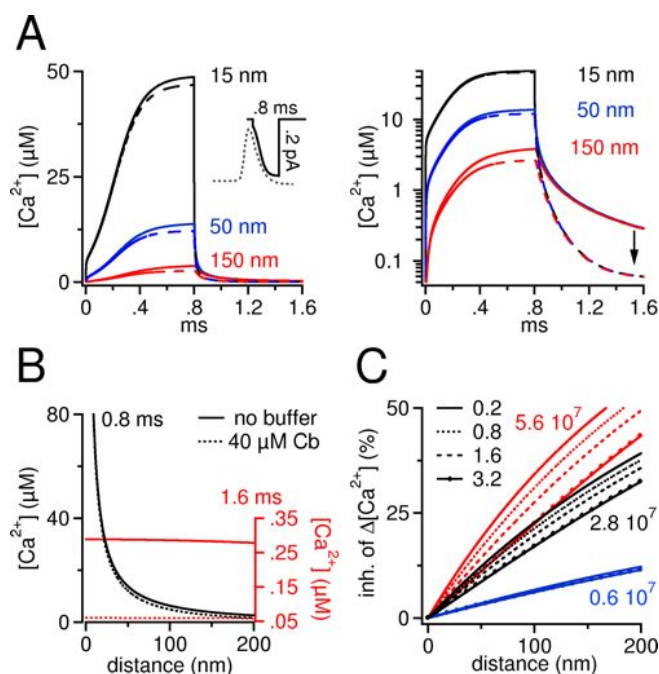 A
[Ca²⁺] (µM)
50
25
0
15 nm
.8 ms
.2 pA
50 nm
150 nm
0
.4
.8
1.2
1.6
ms
[Ca²⁺] (µM)
10
1
0.1
15 nm
50 nm
150 nm
0
.4
.8
1.2
1.6
ms
B
[Ca²⁺] (µM)
80
60
40
20
0
0.8 ms
no buffer
40 µM Cb
1.6 ms
.35
.25
.15
.05
[Ca²⁺] (µM)
0
100
200
distance (nm)
C
inh. of Δ[Ca²⁺] (%)
50
25
0
0.2
0.8
1.6
3.2
5.6 10⁷
2.8 10⁷
0.6 10⁷
0
100
200
distance (nm)